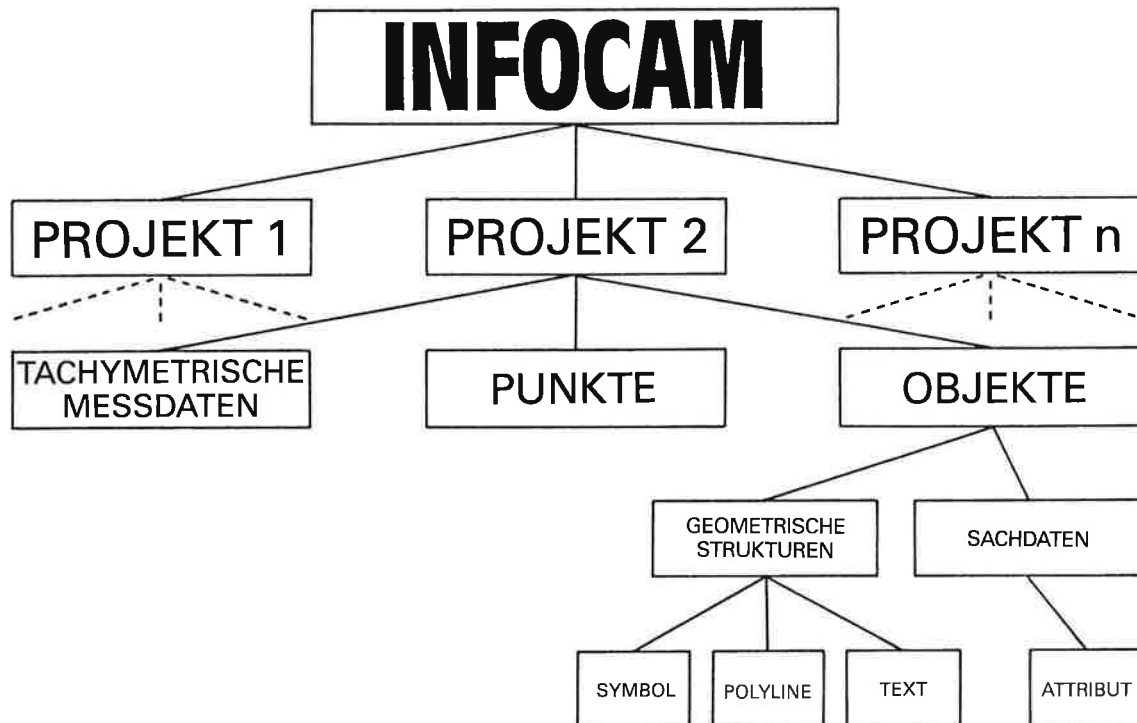 INFOCAM
PROJEKT 1
PROJEKT 2
PROJEKT n
TACHYMETRISCHE
MESSDATEN
PUNKTE
OBJEKTE
GEOMETRISCHE
STRUKTUREN
SACHDATEN
SYMBOL
POLYLINE
TEXT
ATTRIBUT